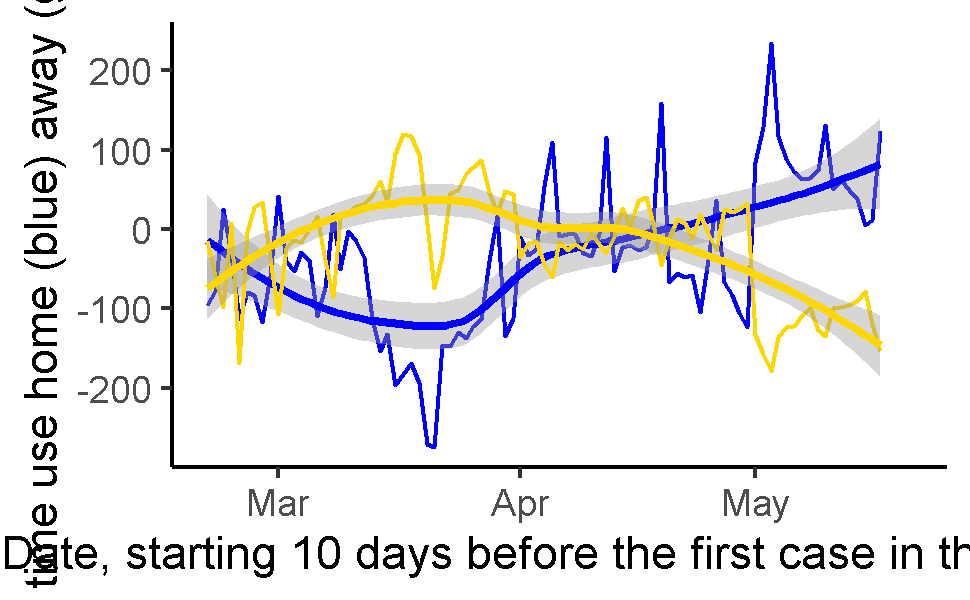 time use home (blue) away (
200
100
0
-100
-200
Mar Apr May
Date, starting 10 days before the first case in th